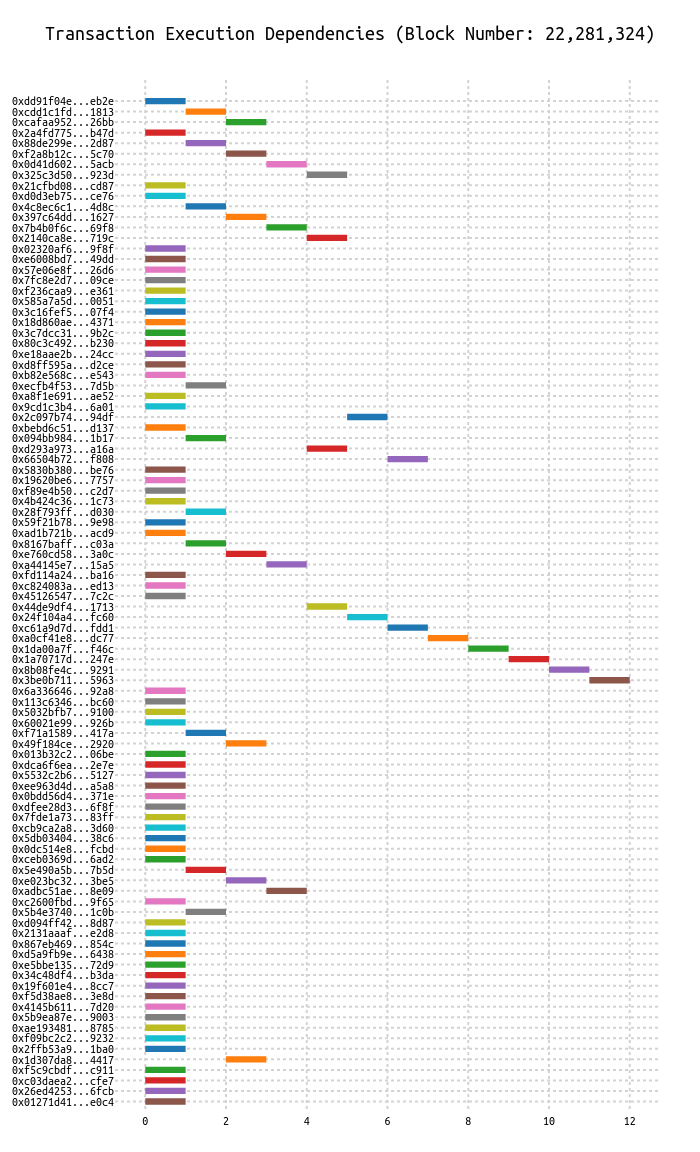 Transaction Execution Dependencies (Block Number: 22,281,324)
0xdd91f04e...eb2e
0xcdd1c1fd...1813
0xcafaa952...26bb
0x2a4fd775...b47d
0x88de299e...2d87
0xf2a8b12c...5c70
0x0d41d602...5acb
0x325c3d50...923d
0x21cfbd08...cd87
0xd0d3eb75...ce76
0x4c8ec6c1...4d8c
0x397c64dd...1627
0x7b4b0f6c...69f8
0x2140ca8e...719c
0x02320af6...9f8f
0xe6008bd7...49dd
0x57e06e8f...26d6
0x7fc8e2d7...09ce
0xf236caa9...e361
0x585a7a5d...0051
0x3c16fef5...07f4
0x18d860ae...4371
0x3c7dcc31...9b2c
0x80c3c492...b230
0xe18aae2b...24cc
0xd8ff595a...d2ce
0xb82e568c...e543
0xecfb4f53...7d5b
0xa8f1e691...ae52
0x9cd1c3b4...6a01
0x2c097b74...94df
0xbebd6c51...d137
0x094bb984...1b17
0xd293a973...a16a
0x66504b72...f808
0x5830b380...be76
0x19620be6...7757
0xf89e4b50...c2d7
0x4b424c36...1c73
0x28f793ff...d030
0x59f21b78...9e98
0xad1b721b...acd9
0x8167baff...c03a
0xe760cd58...3a0c
0xa44145e7...15a5
0xfd114a24...ba16
0xc824083a...ed13
0x45126547...7c2c
0x44de9df4...1713
0x24f104a4...fc60
0xc61a9d7d...fdd1
0xa0cf41e8...dc77
0x1da00a7f...f46c
0x1a70717d...247e
0x8b08fe4c...9291
0x3be0b711...5963
0x6a336646...92a8
0x113c6346...bc60
0x5032bfb7...9100
0x60021e99...926b
0xf71a1589...417a
0x49f184ce...2920
0x013b32c2...06be
0xdca6f6ea...2e7e
0x5532c2b6...5127
0xee963d4d...a5a8
0x0bdd56d4...371e
0xdfee28d3...6f8f
0x7fde1a73...83ff
0xcb9ca2a8...3d60
0x5db03404...38c6
0x0dc514e8...fcbd
0xceb0369d...6ad2
0x5e490a5b...7b5d
0xe023bc32...3be5
0xadbc51ae...8e09
0xc2600fbd...9f65
0x5b4e3740...1c0b
0xd094ff42...8d87
0x2131aaaf...e2d8
0x867eb469...854c
0xd5a9fb9e...6438
0xe5bbe135...72d9
0x34c48df4...b3da
0x19f601e4...8cc7
0xf5d38ae8...3e8d
0x4145b611...7d20
0x5b9ea87e...9003
0xae193481...8785
0xf09bc2c2...9232
0x2ffb53a9...1ba0
0x1d307da8...4417
0xf5c9cbdf...c911
0xc03daea2...cfe7
0x26ed4253...6fcb
0x01271d41...e0c4
0 2 4 6 8 10 12